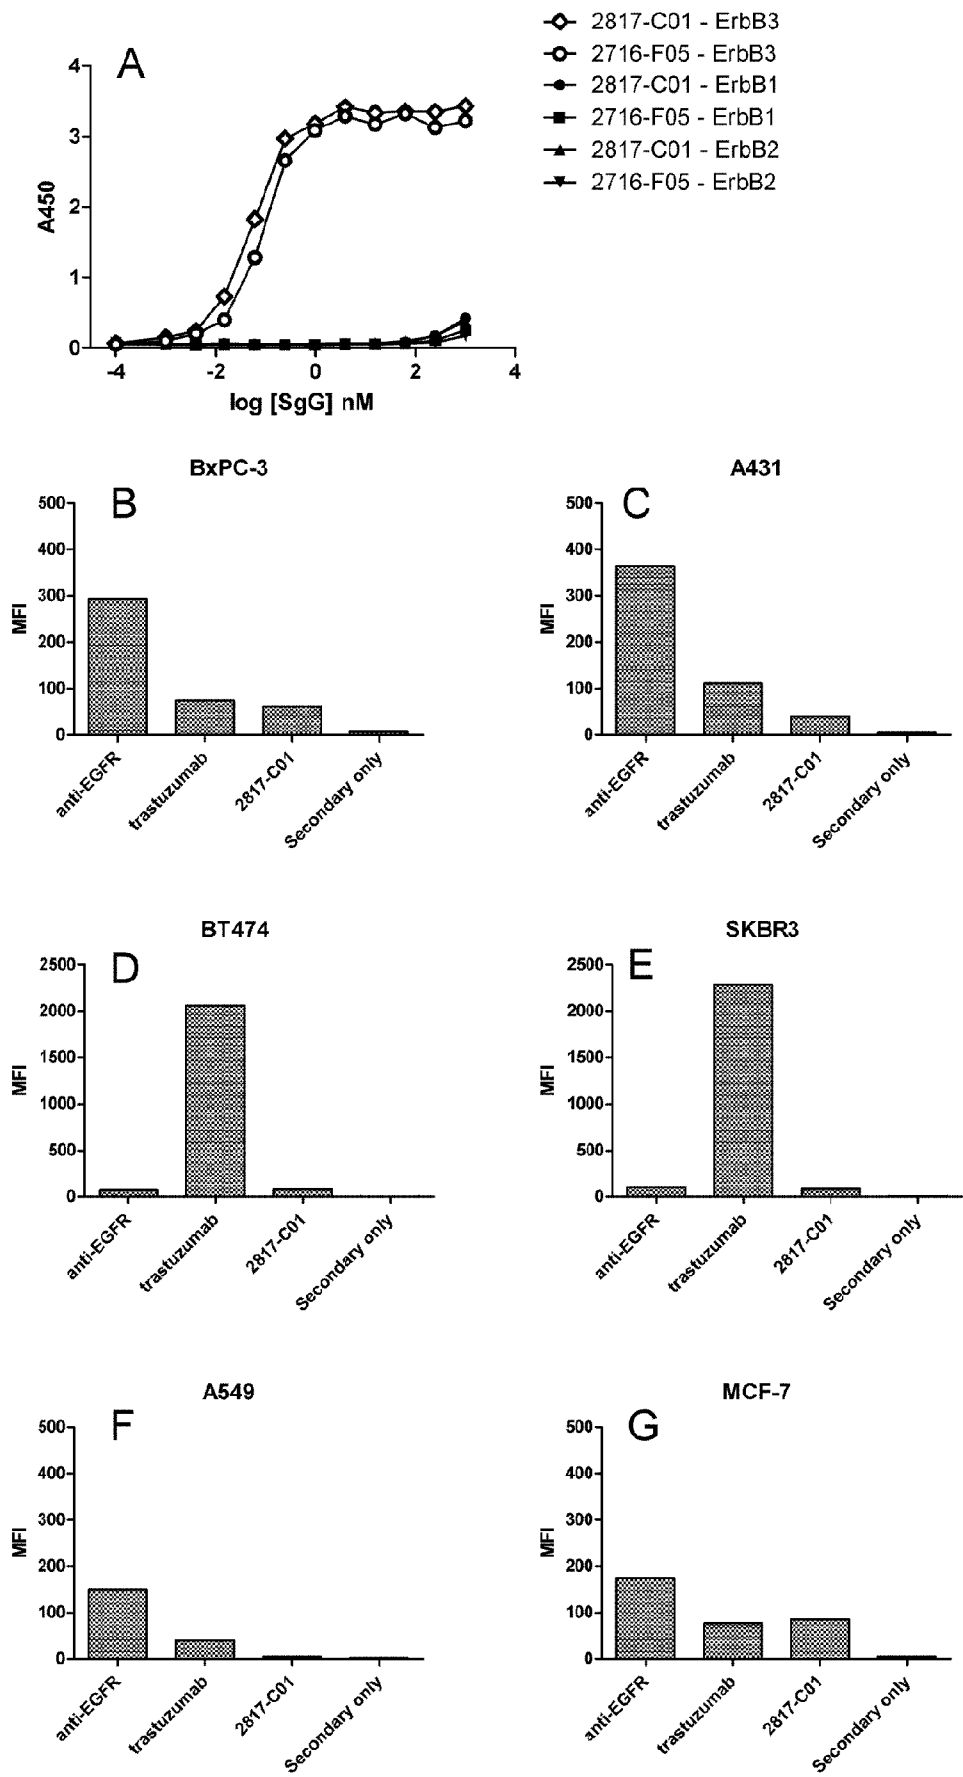 A
2817-C01 - ErbB3
2716-F05 - ErbB3
2817-C01 - ErbB1
2716-F05 - ErbB1
2817-C01 - ErbB2
2716-F05 - ErbB2
4
3
2
1
0
A450
-4 -2 0 2 4
log [SgG] nM
BxPC-3
B
500
400
300
200
100
0
MFI
anti-EGFR
trastuzumab
2817-C01
Secondary only
A431
C
500
400
300
200
100
0
MFI
anti-EGFR
trastuzumab
2817-C01
Secondary only
BT474
D
2500
2000
1500
1000
500
0
MFI
anti-EGFR
trastuzumab
2817-C01
Secondary only
SKBR3
E
2500
2000
1500
1000
500
0
MFI
anti-EGFR
trastuzumab
2817-C01
Secondary only
A549
F
500
400
300
200
100
0
MFI
anti-EGFR
trastuzumab
2817-C01
Secondary only
MCF-7
G
500
400
300
200
100
0
MFI
anti-EGFR
trastuzumab
2817-C01
Secondary only